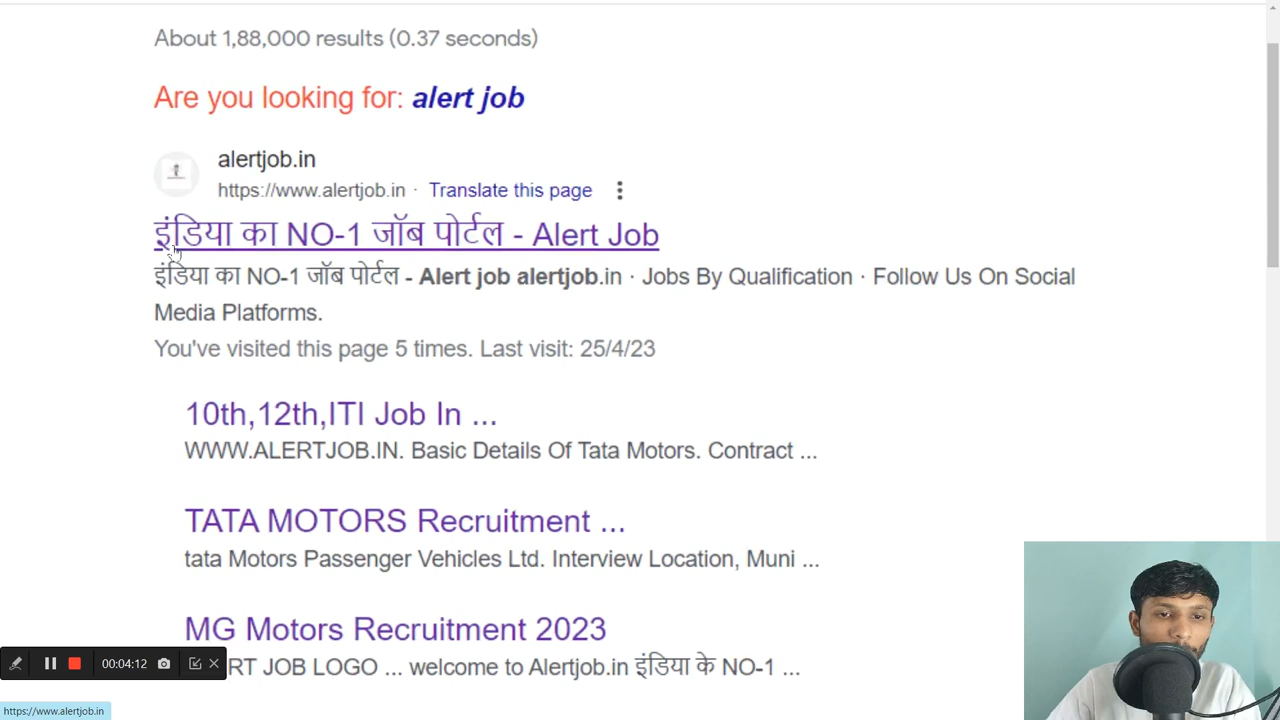 About 1,88,000 results (0.37 seconds)
Are you looking for: alert job
alertjob.in
https://www.alertjob.in · Translate this page
इंडिया का NO-1 जॉब पोर्टल - Alert Job
इंडिया का NO-1 जॉब पोर्टल - Alert job alertjob.in · Jobs By Qualification · Follow Us On Social
Media Platforms.
You've visited this page 5 times. Last visit: 25/4/23
10th,12th,ITI Job In ...
WWW.ALERTJOB.IN. Basic Details Of Tata Motors. Contract ...
TATA MOTORS Recruitment ...
tata Motors Passenger Vehicles Ltd. Interview Location, Muni ...
MG Motors Recruitment 2023
00:04:12
RT JOB LOGO ... welcome to Alertjob.in इंडिया के NO-1 ...
https://www.alertjob.in